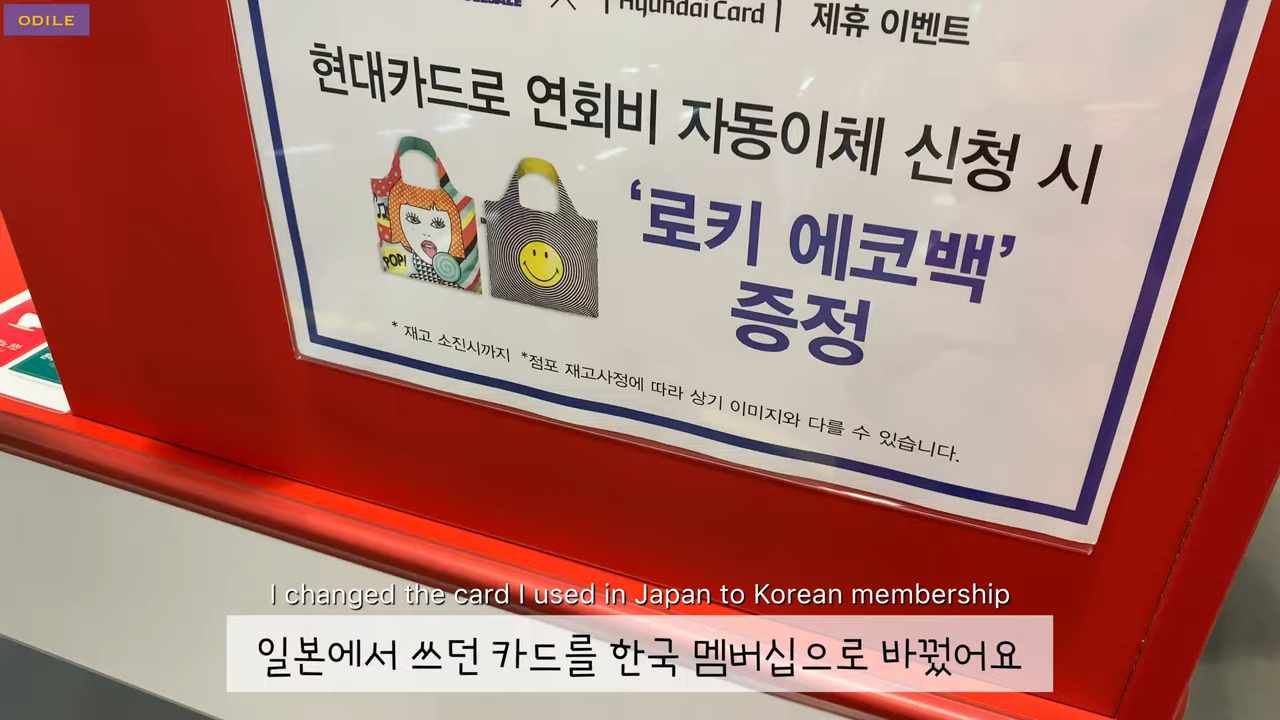 ODILE
X | Hyundai Card | 제휴 이벤트
현대카드로 연회비 자동이체 신청 시
‘로키 에코백’
증정
POP!
* 재고 소진시까지 *점포 재고사정에 따라 상기 이미지와 다를 수 있습니다.
I changed the card I used in Japan to Korean membership
일본에서 쓰던 카드를 한국 멤버십으로 바꿨어요